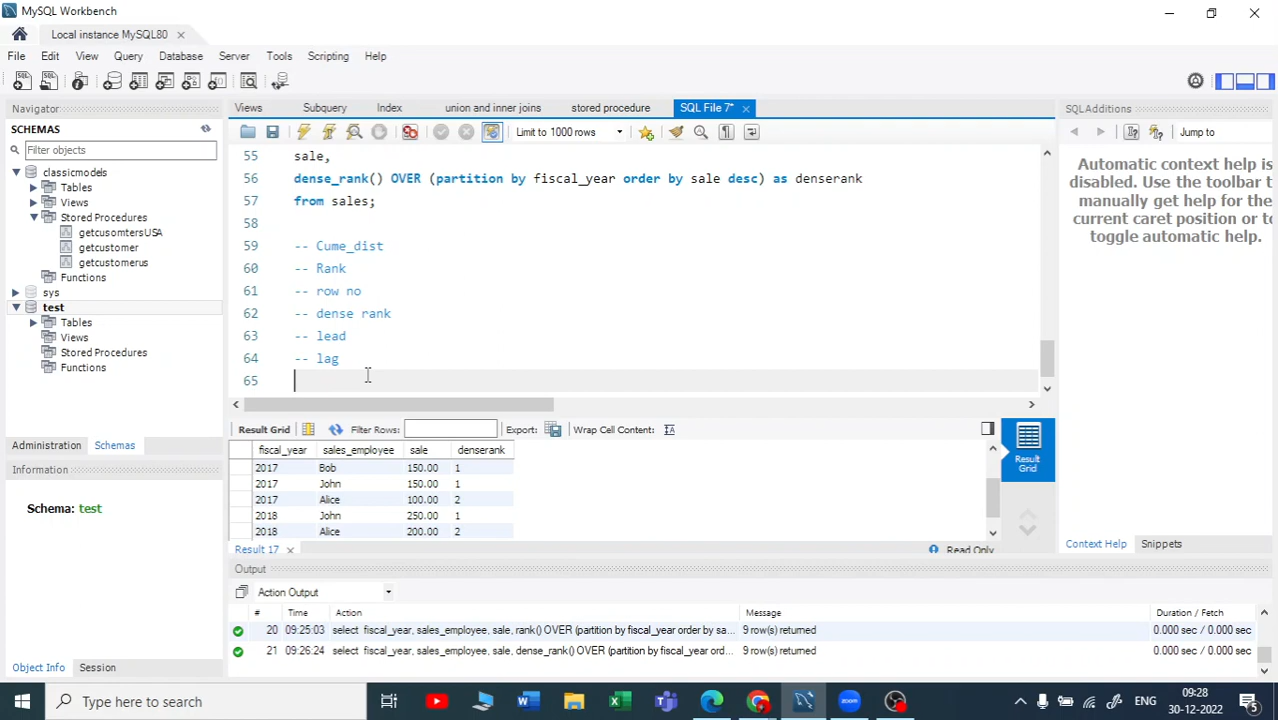 MySQL Workbench
Local instance MySQL80
File Edit View Query Database Server Tools Scripting Help
Navigator
SCHEMAS
Filter objects
classicmodels
Tables
Views
Stored Procedures
getcusomtersUSA
getcustomer
getcustomerus
Functions
sys
test
Tables
Views
Stored Procedures
Functions
Administration Schemas
Information
Schema: test
Object Info Session
Views Subquery Index union and inner joins stored procedure SQL File 7*
Limit to 1000 rows
55 sale,
56 dense_rank() OVER (partition by fiscal_year order by sale desc) as denserank
57 from sales;
58
59 -- Cume_dist
60 -- Rank
61 -- row no
62 -- dense rank
63 -- lead
64 -- lag
65
Result Grid Filter Rows: Export: Wrap Cell Content:
fiscal_year sales_employee sale denserank
2017 Bob 150.00 1
2017 John 150.00 1
2017 Alice 100.00 2
2018 John 250.00 1
2018 Alice 200.00 2
Result Grid
Result 17
Read Only
Output
Action Output
# Time Action Message Duration / Fetch
20 09:25:03 select fiscal_year, sales_employee, sale, rank() OVER (partition by fiscal_year order by sa... 9 row(s) returned 0.000 sec / 0.000 sec
21 09:26:24 select fiscal_year, sales_employee, sale, dense_rank() OVER (partition by fiscal_year ord... 9 row(s) returned 0.000 sec / 0.000 sec
SQLAdditions
Jump to
Automatic context help is
disabled. Use the toolbar t
manually get help for the
current caret position or to
toggle automatic help.
Context Help Snippets
Type here to search
zoom
ENG
09:28
30-12-2022
5